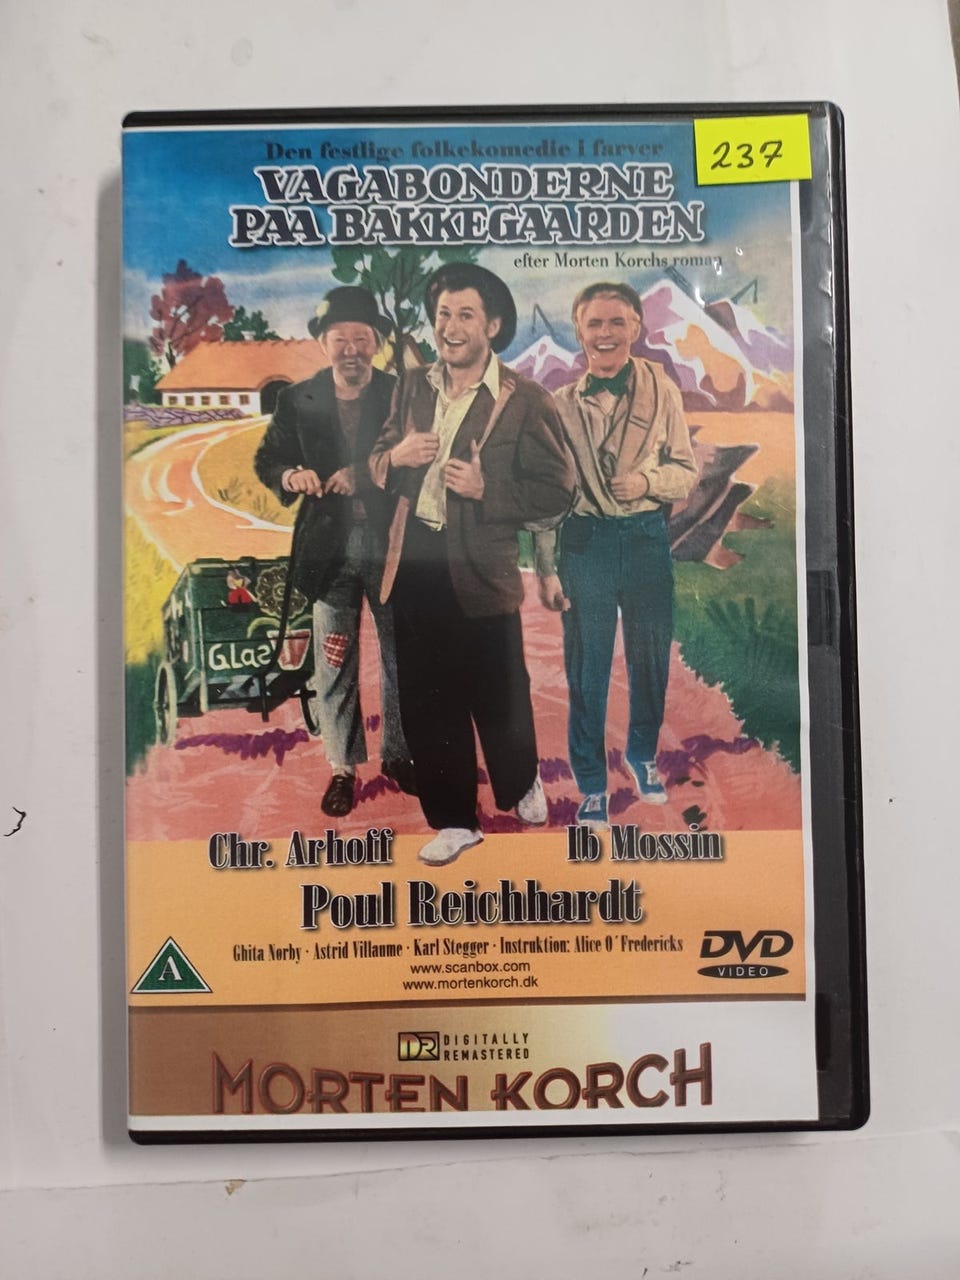 Den festlige folkekomedie i farver
237
VAGABONDERNE
PAA BAKKEGAARDEN
efter Morten Korchs roman
GLAS
Chr. Arhoff
Ib Mossin
Poul Reichhardt
Ghita Nørby · Astrid Villaume · Karl Stegger · Instruktion: Alice O´Fredericks
www.scanbox.com
www.mortenkorch.dk
A
DVD
VIDEO
DR DIGITALLY
REMASTERED
MORTEN KORCH